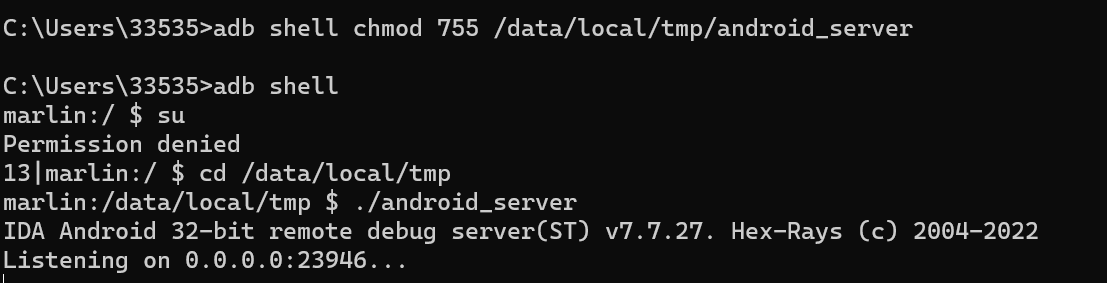 C:\Users\33535>adb shell chmod 755 /data/local/tmp/android_server
C:\Users\33535>adb shell
marlin:/ $ su
Permission denied
13|marlin:/ $ cd /data/local/tmp
marlin:/data/local/tmp $ ./android_server
IDA Android 32-bit remote debug server(ST) v7.7.27. Hex-Rays (c) 2004-2022
Listening on 0.0.0.0:23946...